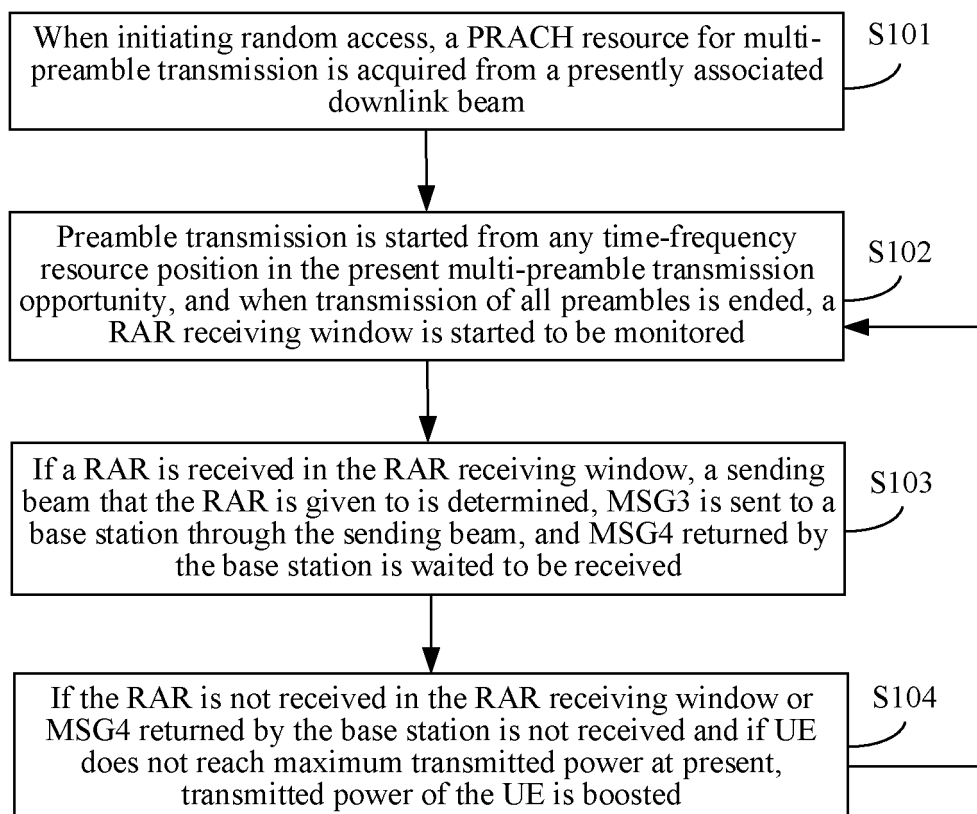 When initiating random access, a PRACH resource for multi-
preamble transmission is acquired from a presently associated
downlink beam
S101
Preamble transmission is started from any time-frequency
resource position in the present multi-preamble transmission
opportunity, and when transmission of all preambles is ended, a
RAR receiving window is started to be monitored
S102
If a RAR is received in the RAR receiving window, a sending
beam that the RAR is given to is determined, MSG3 is sent to a
base station through the sending beam, and MSG4 returned by
the base station is waited to be received
S103
If the RAR is not received in the RAR receiving window or
MSG4 returned by the base station is not received and if UE
does not reach maximum transmitted power at present,
transmitted power of the UE is boosted
S104